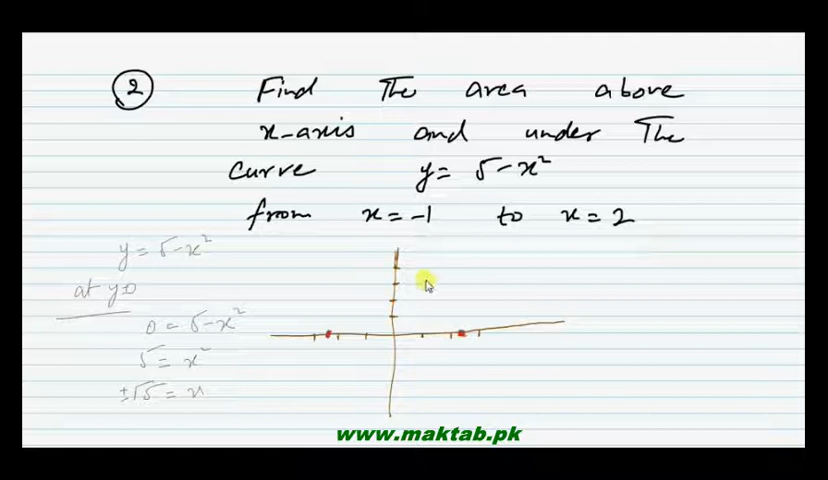 2 Find The area above
x-axis and under The
curve y = 5-x²
from x = -1 to x = 2
y = 5-x²
at y=0
0 = 5-x²
5 = x²
±√5 = x
www.maktab.pk